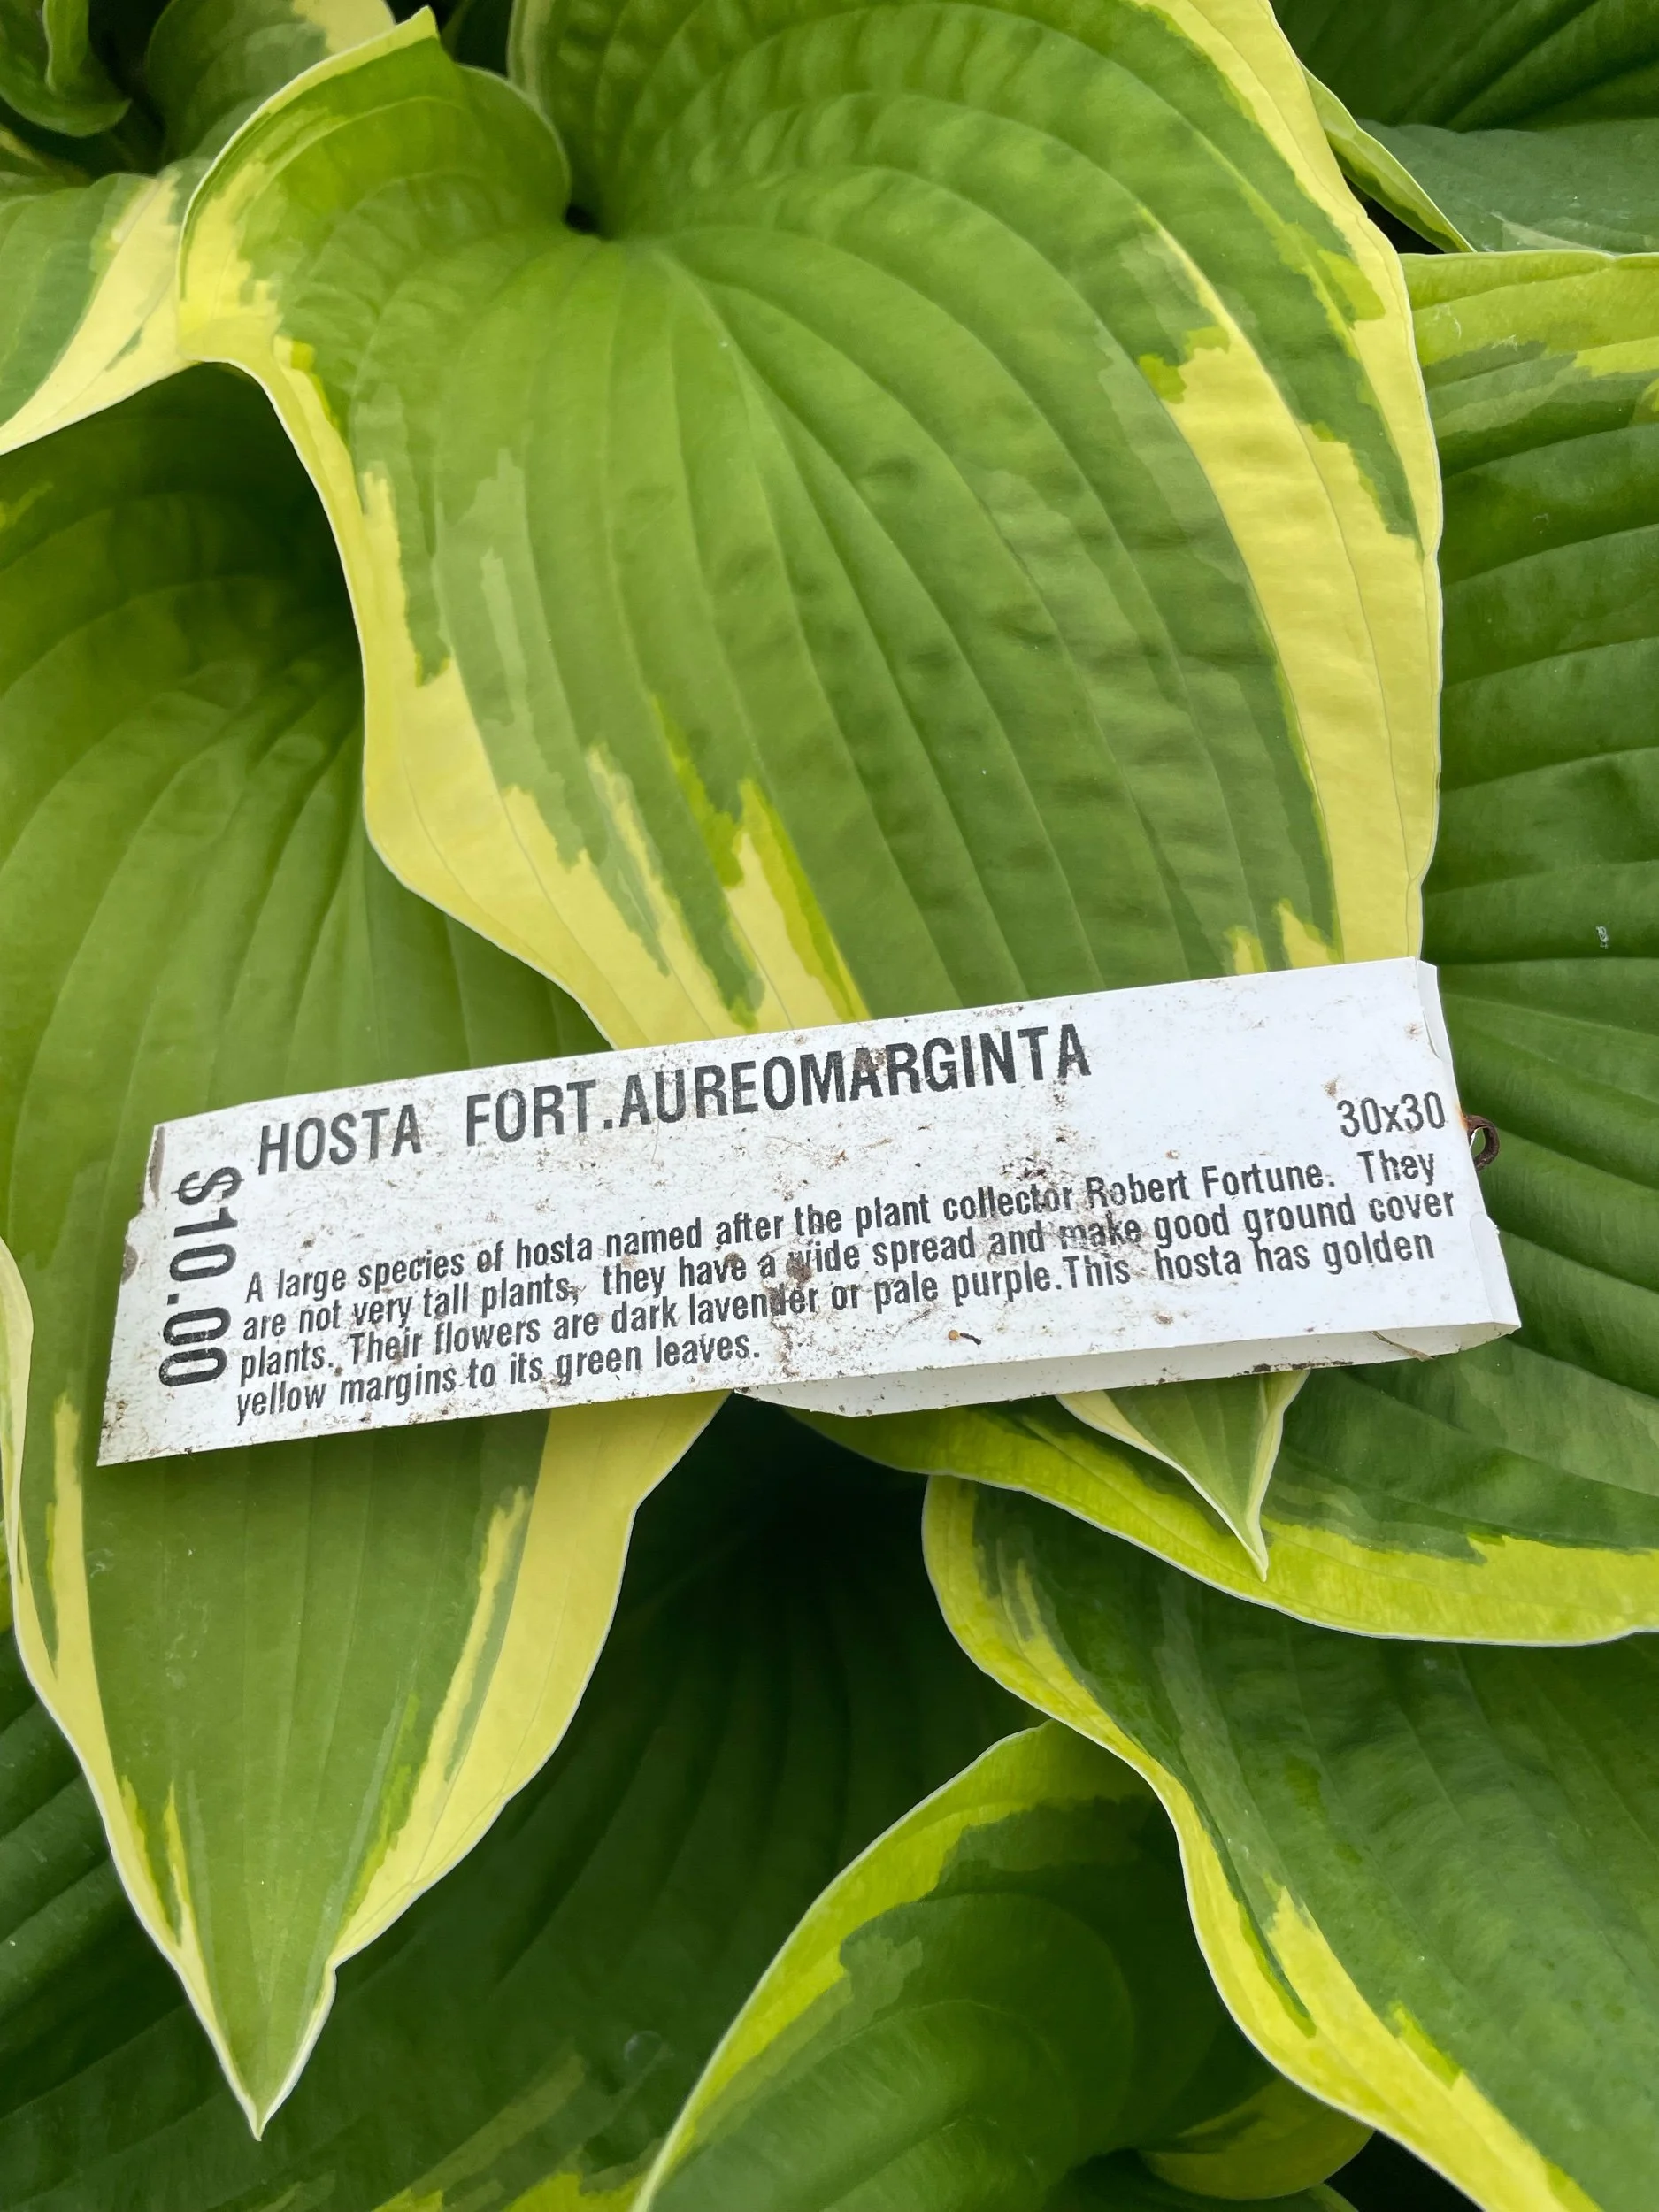 HOSTA FORT.AUREOMARGINTA
30x30
$10.00
A large species of hosta named after the plant collector Robert Fortune. They
are not very tall plants, they have a wide spread and make good ground cover
plants. Their flowers are dark lavender or pale purple.This hosta has golden
yellow margins to its green leaves.